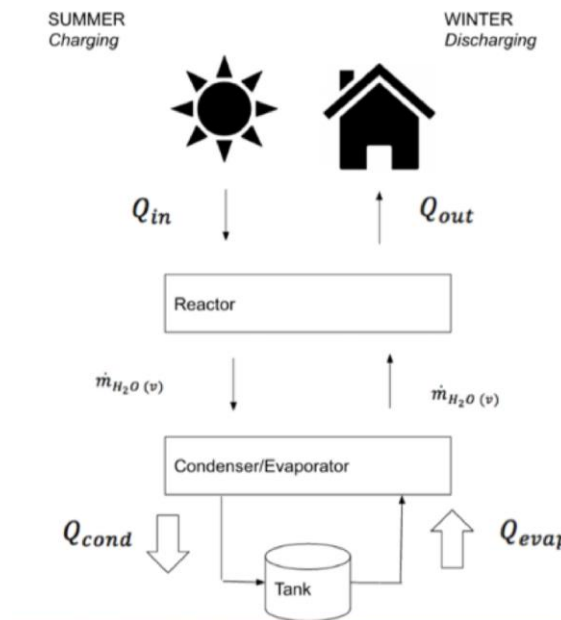 SUMMER
Charging
WINTER
Discharging
Q_in
Q_out
Reactor
ṁ_H₂O (v)
ṁ_H₂O (v)
Condenser/Evaporator
Q_cond
Q_evap
Tank